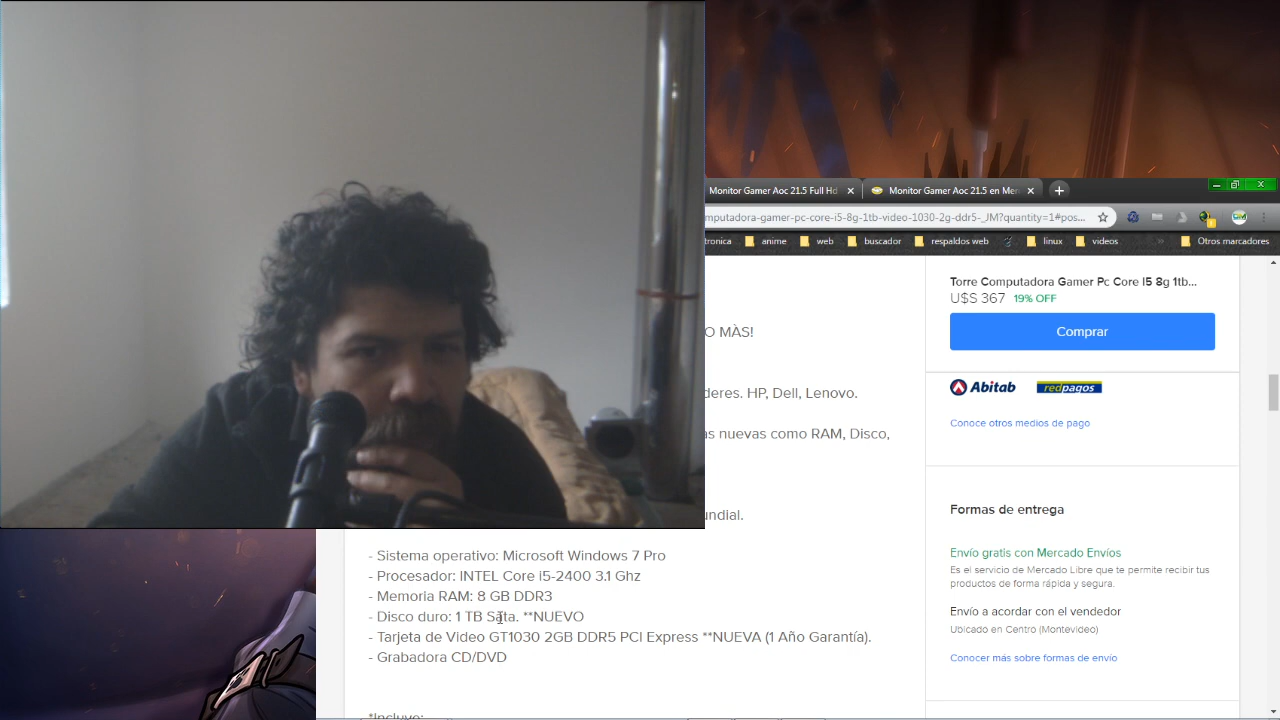 Monitor Gamer Aoc 21.5 Full Hd
Monitor Gamer Aoc 21.5 en Mer
mputadora-gamer-pc-core-i5-8g-1tb-video-1030-2g-ddr5-_JM?quantity=1#pos...
tronica
anime
web
buscador
respaldos web
linux
videos
Otros marcadores
Torre Computadora Gamer Pc Core I5 8g 1tb...
U$S 367 19% OFF
Comprar
O MÀS!
Abitab
redpagos
deres. HP, Dell, Lenovo.
Conoce otros medios de pago
as nuevas como RAM, Disco,
undial.
Formas de entrega
Envío gratis con Mercado Envíos
Es el servicio de Mercado Libre que te permite recibir tus
productos de forma rápida y segura.
Envío a acordar con el vendedor
Ubicado en Centro (Montevideo)
Conocer más sobre formas de envío
- Sistema operativo: Microsoft Windows 7 Pro
- Procesador: INTEL Core i5-2400 3.1 Ghz
- Memoria RAM: 8 GB DDR3
- Disco duro: 1 TB Sata. **NUEVO
- Tarjeta de Video GT1030 2GB DDR5 PCI Express **NUEVA (1 Año Garantía).
- Grabadora CD/DVD
*Incluye: